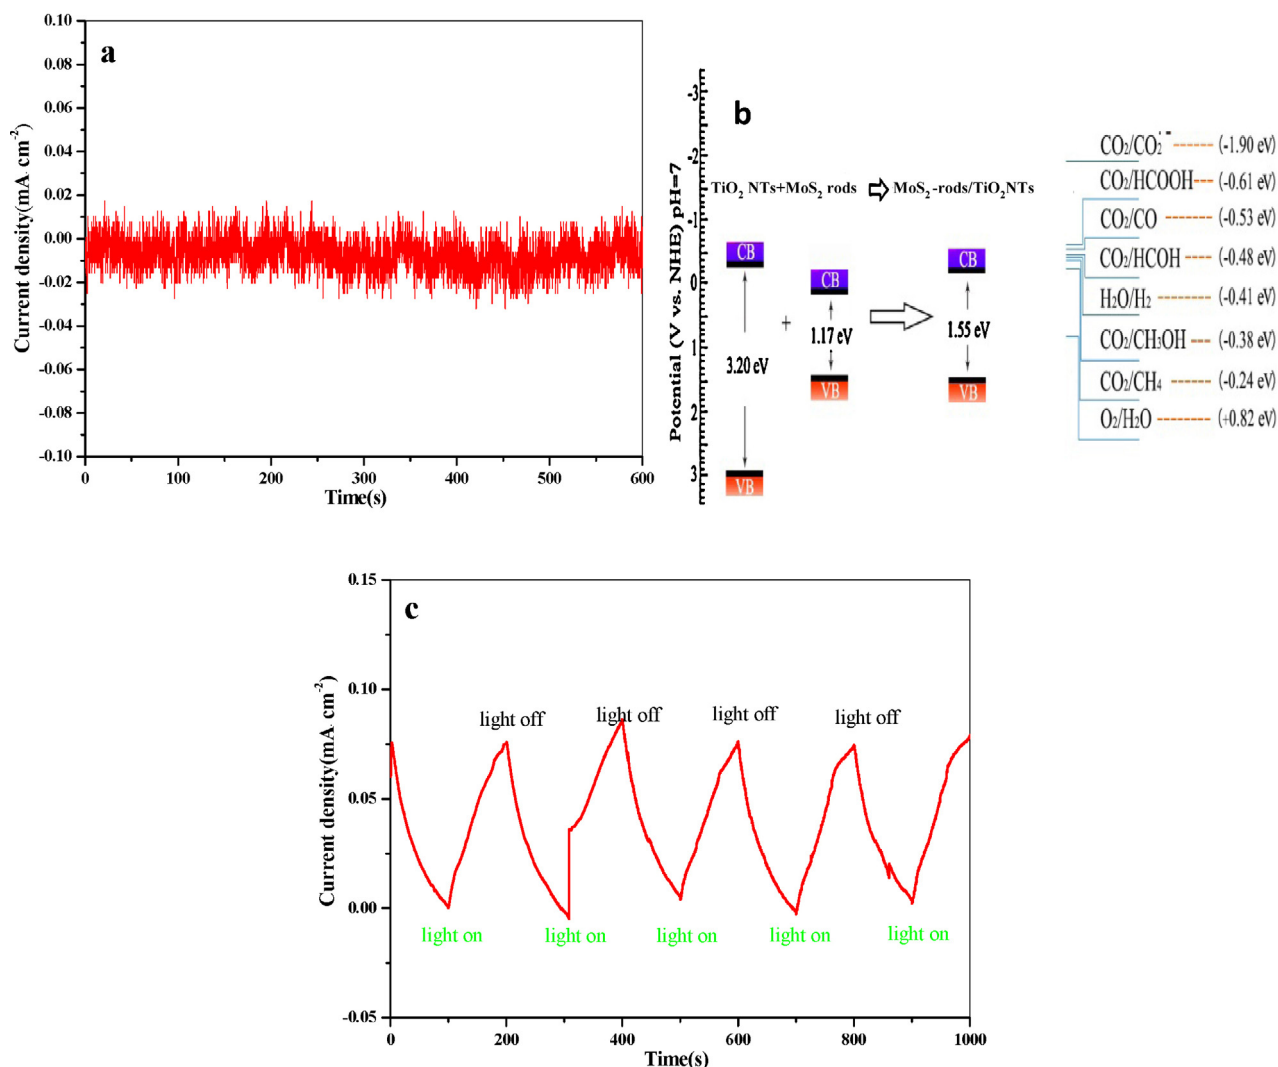 a
0.10
0.08
0.06
0.04
0.02
0.00
-0.02
-0.04
-0.06
-0.08
-0.10
Current density(mA cm-2)
0 100 200 300 400 500 600
Time(s)
b
-3
-2
-1
0
1
2
3
Potential (V vs. NHE) pH=7
TiO2 NTs+MoS2 rods ⇨ MoS2-rods/TiO2NTs
CB
3.20 eV
VB
+
CB
1.17 eV
VB
CB
1.55 eV
VB
CO2/CO2•− ------ (-1.90 eV)
CO2/HCOOH----- (-0.61 eV)
CO2/CO ------- (-0.53 eV)
CO2/HCOH ------ (-0.48 eV)
H2O/H2 -------- (-0.41 eV)
CO2/CH3OH --- (-0.38 eV)
CO2/CH4 ------ (-0.24 eV)
O2/H2O -------- (+0.82 eV)
c
0.15
0.10
0.05
0.00
-0.05
Current density(mA cm-2)
light off light off light off light off
light on light on light on light on light on
0 200 400 600 800 1000
Time(s)